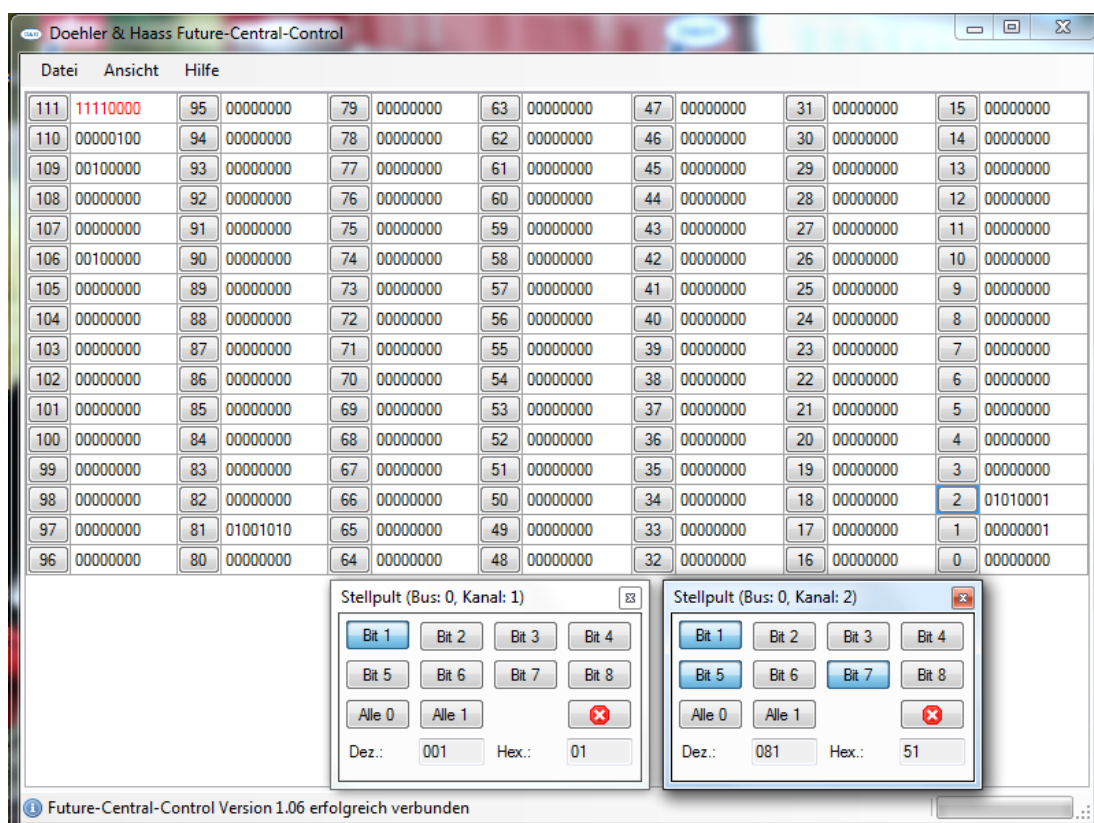 Doehler & Haass Future-Central-Control
Datei Ansicht Hilfe
111 11110000 95 00000000 79 00000000 63 00000000 47 00000000 31 00000000 15 00000000
110 00000100 94 00000000 78 00000000 62 00000000 46 00000000 30 00000000 14 00000000
109 00100000 93 00000000 77 00000000 61 00000000 45 00000000 29 00000000 13 00000000
108 00000000 92 00000000 76 00000000 60 00000000 44 00000000 28 00000000 12 00000000
107 00000000 91 00000000 75 00000000 59 00000000 43 00000000 27 00000000 11 00000000
106 00100000 90 00000000 74 00000000 58 00000000 42 00000000 26 00000000 10 00000000
105 00000000 89 00000000 73 00000000 57 00000000 41 00000000 25 00000000 9 00000000
104 00000000 88 00000000 72 00000000 56 00000000 40 00000000 24 00000000 8 00000000
103 00000000 87 00000000 71 00000000 55 00000000 39 00000000 23 00000000 7 00000000
102 00000000 86 00000000 70 00000000 54 00000000 38 00000000 22 00000000 6 00000000
101 00000000 85 00000000 69 00000000 53 00000000 37 00000000 21 00000000 5 00000000
100 00000000 84 00000000 68 00000000 52 00000000 36 00000000 20 00000000 4 00000000
99 00000000 83 00000000 67 00000000 51 00000000 35 00000000 19 00000000 3 00000000
98 00000000 82 00000000 66 00000000 50 00000000 34 00000000 18 00000000 2 01010001
97 00000000 81 01001010 65 00000000 49 00000000 33 00000000 17 00000000 1 00000001
96 00000000 80 00000000 64 00000000 48 00000000 32 00000000 16 00000000 0 00000000
Stellpult (Bus: 0, Kanal: 1)
Bit 1 Bit 2 Bit 3 Bit 4
Bit 5 Bit 6 Bit 7 Bit 8
Alle 0 Alle 1
Dez.: 001 Hex.: 01
Stellpult (Bus: 0, Kanal: 2)
Bit 1 Bit 2 Bit 3 Bit 4
Bit 5 Bit 6 Bit 7 Bit 8
Alle 0 Alle 1
Dez.: 081 Hex.: 51
Future-Central-Control Version 1.06 erfolgreich verbunden